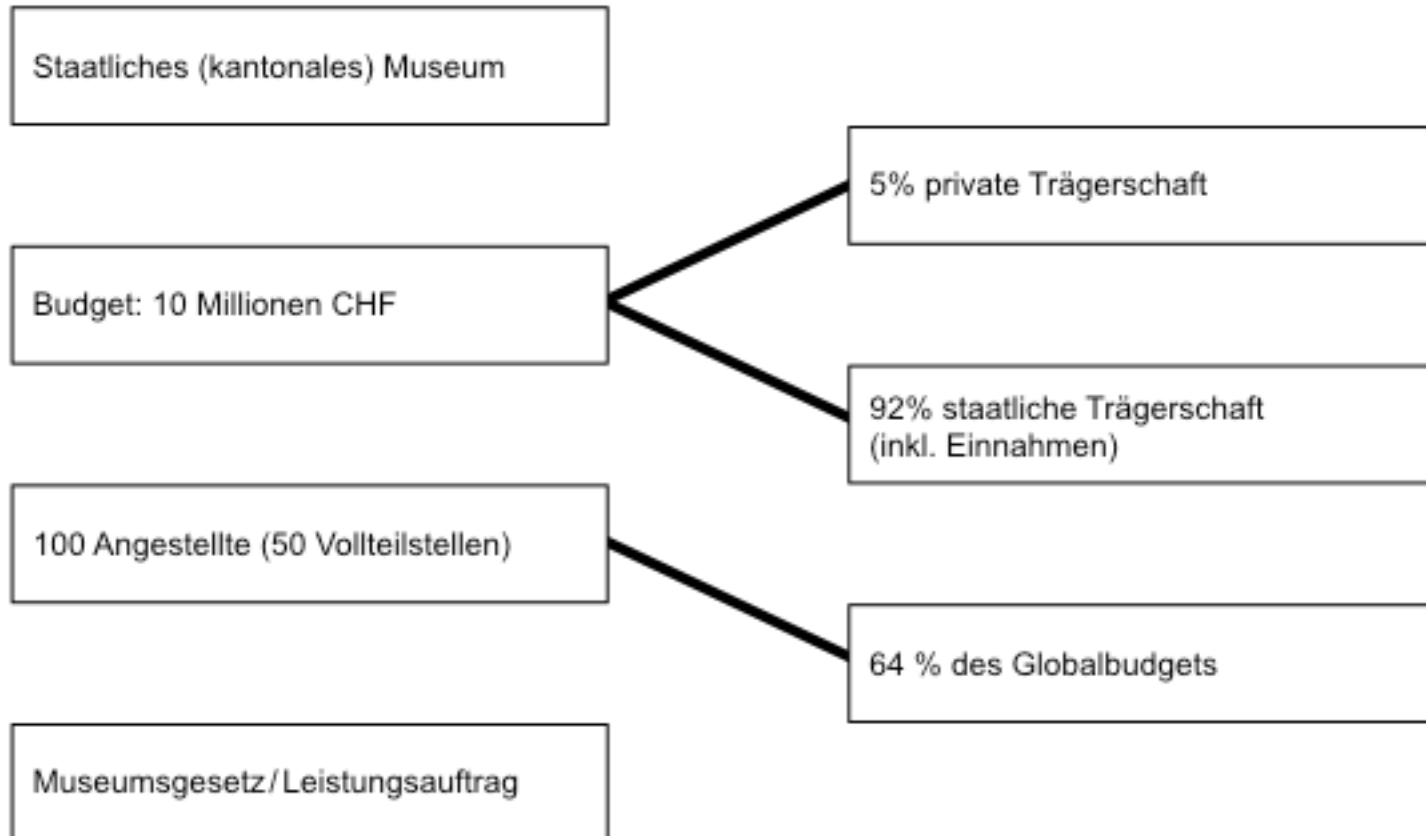 Staatliches (kantonales) Museum
5% private Trägerschaft
Budget: 10 Millionen CHF
92% staatliche Trägerschaft
(inkl. Einnahmen)
100 Angestellte (50 Vollteilstellen)
64 % des Globalbudgets
Museumsgesetz/Leistungsauftrag